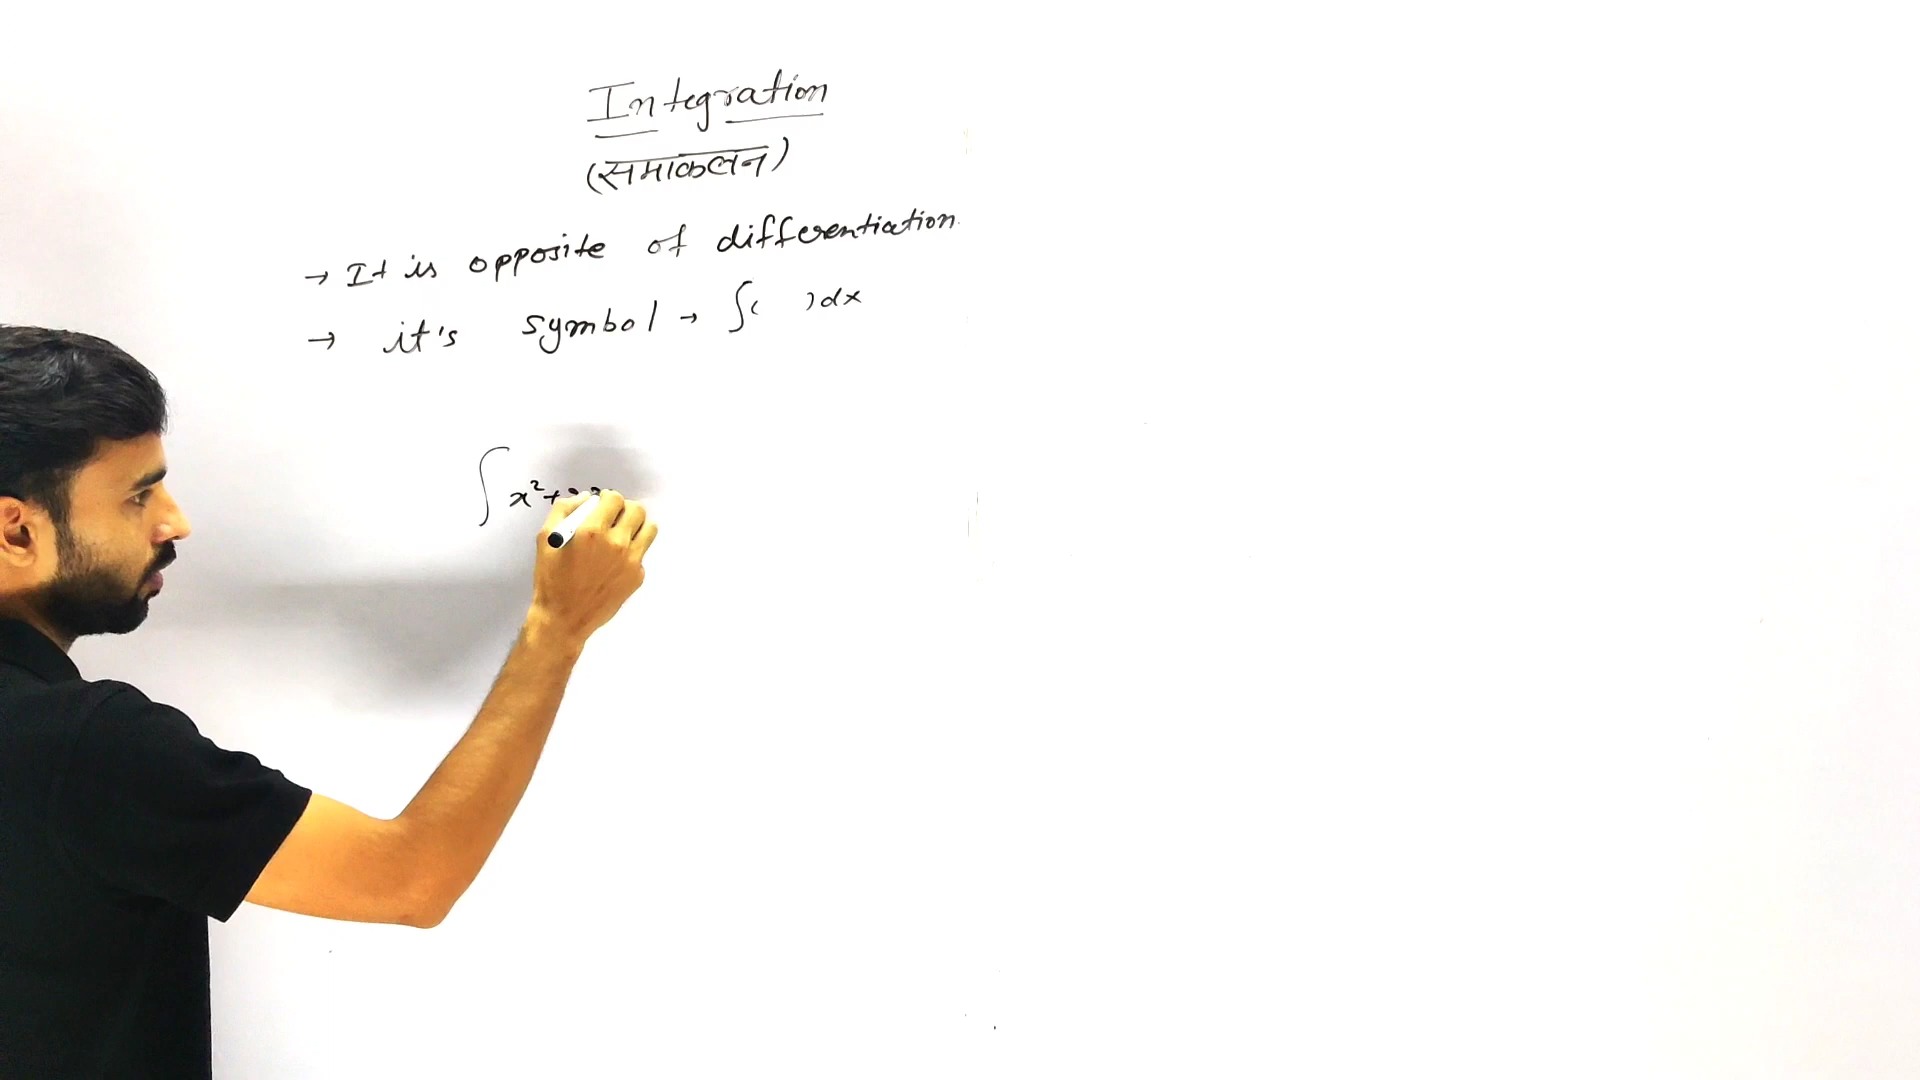 Integration
(समाकलन)
→ It is opposite of differentiation.
→ it's symbol → ∫( )dx
∫ x²+